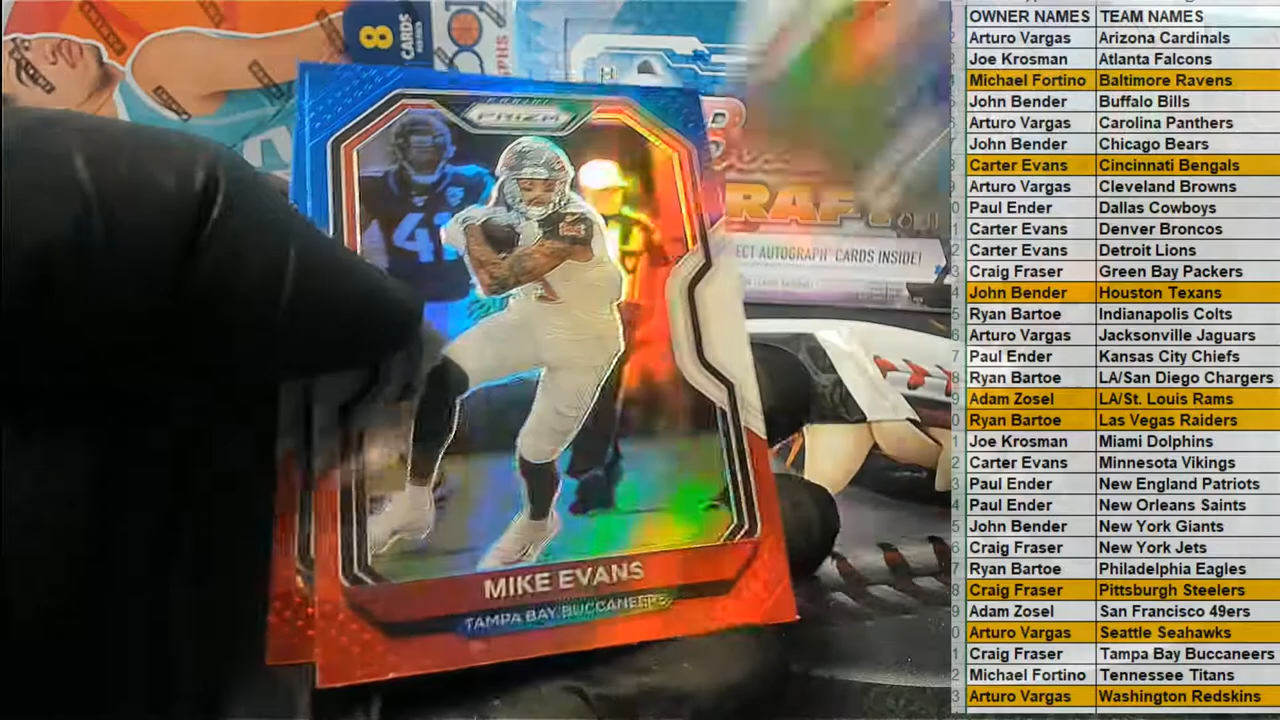 8
CARDS
PRIZM
41
ECT AUTOGRAPH CARDS INSIDE!
MIKE EVANS
TAMPA BAY BUCCANEERS
OWNER NAMES TEAM NAMES
Arturo Vargas Arizona Cardinals
Joe Krosman Atlanta Falcons
Michael Fortino Baltimore Ravens
John Bender Buffalo Bills
Arturo Vargas Carolina Panthers
John Bender Chicago Bears
Carter Evans Cincinnati Bengals
Arturo Vargas Cleveland Browns
Paul Ender Dallas Cowboys
Carter Evans Denver Broncos
Carter Evans Detroit Lions
Craig Fraser Green Bay Packers
John Bender Houston Texans
Ryan Bartoe Indianapolis Colts
Arturo Vargas Jacksonville Jaguars
Paul Ender Kansas City Chiefs
Ryan Bartoe LA/San Diego Chargers
Adam Zosel LA/St. Louis Rams
Ryan Bartoe Las Vegas Raiders
Joe Krosman Miami Dolphins
Carter Evans Minnesota Vikings
Paul Ender New England Patriots
Paul Ender New Orleans Saints
John Bender New York Giants
Craig Fraser New York Jets
Ryan Bartoe Philadelphia Eagles
Craig Fraser Pittsburgh Steelers
Adam Zosel San Francisco 49ers
Arturo Vargas Seattle Seahawks
Craig Fraser Tampa Bay Buccaneers
Michael Fortino Tennessee Titans
Arturo Vargas Washington Redskins